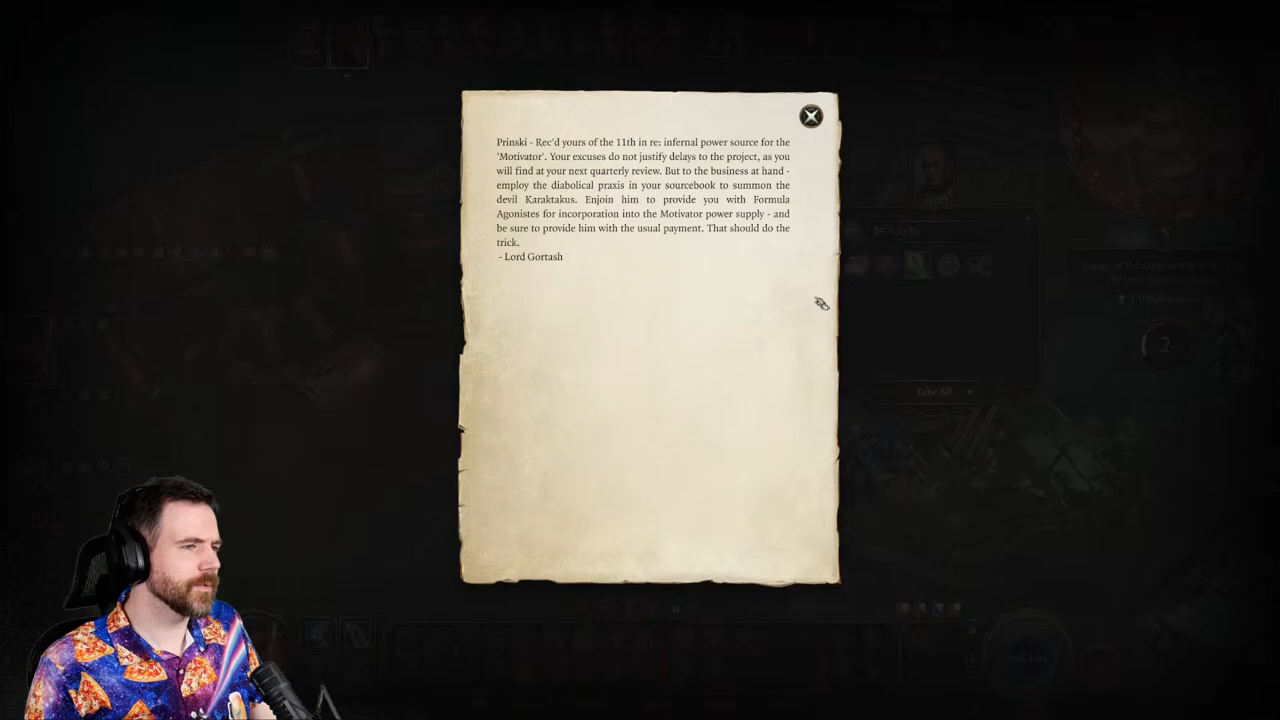 Prinski - Rec'd yours of the 11th in re: infernal power source for the
'Motivator'. Your excuses do not justify delays to the project, as you
will find at your next quarterly review. But to the business at hand -
employ the diabolical praxis in your sourcebook to summon the
devil Karaktakus. Enjoin him to provide you with Formula
Agonistes for incorporation into the Motivator power supply - and
be sure to provide him with the usual payment. That should do the
trick.
- Lord Gortash
2
Take All